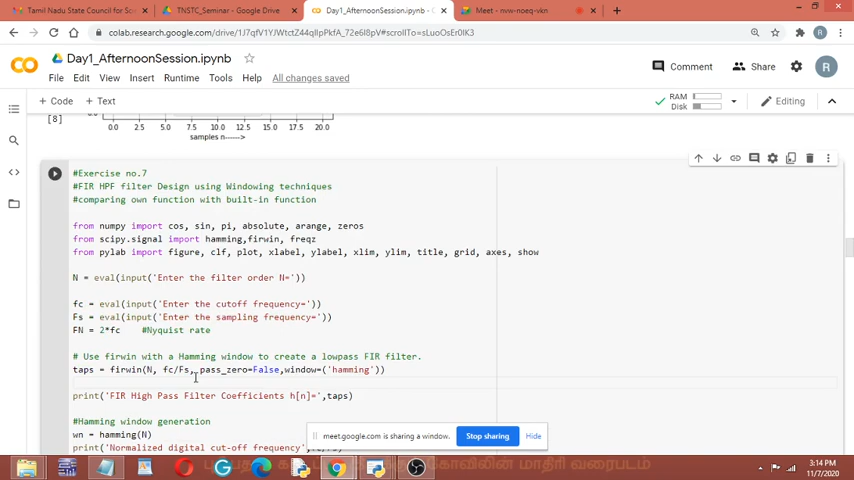 Tamil Nadu State Council for Sc
TNSTC_Seminar - Google Drive
Day1_AfternoonSession.ipynb - C
Meet - nvw-noeq-vkn
Day1_AfternoonSession.ipynb
File Edit View Insert Runtime Tools Help All changes saved
Comment Share R
+ Code + Text
RAM
Disk
Editing
[8]
0.0 2.5 5.0 7.5 10.0 12.5 15.0 17.5 20.0
samples n------>
#Exercise no.7
#FIR HPF filter Design using Windowing techniques
#comparing own function with built-in function
from numpy import cos, sin, pi, absolute, arange, zeros
from scipy.signal import hamming,firwin, freqz
from pylab import figure, clf, plot, xlabel, ylabel, xlim, ylim, title, grid, axes, show
N = eval(input('Enter the filter order N='))
fc = eval(input('Enter the cutoff frequency='))
Fs = eval(input('Enter the sampling frequency='))
FN = 2*fc #Nyquist rate
# Use firwin with a Hamming window to create a lowpass FIR filter.
taps = firwin(N, fc/Fs, pass_zero=False,window=('hamming'))
print('FIR High Pass Filter Coefficients h[n]=',taps)
#Hamming window generation
wn = hamming(N)
print('Normalized digital cut-off frequency'
meet.google.com is sharing a window. Stop sharing Hide
3:14 PM
11/7/2020